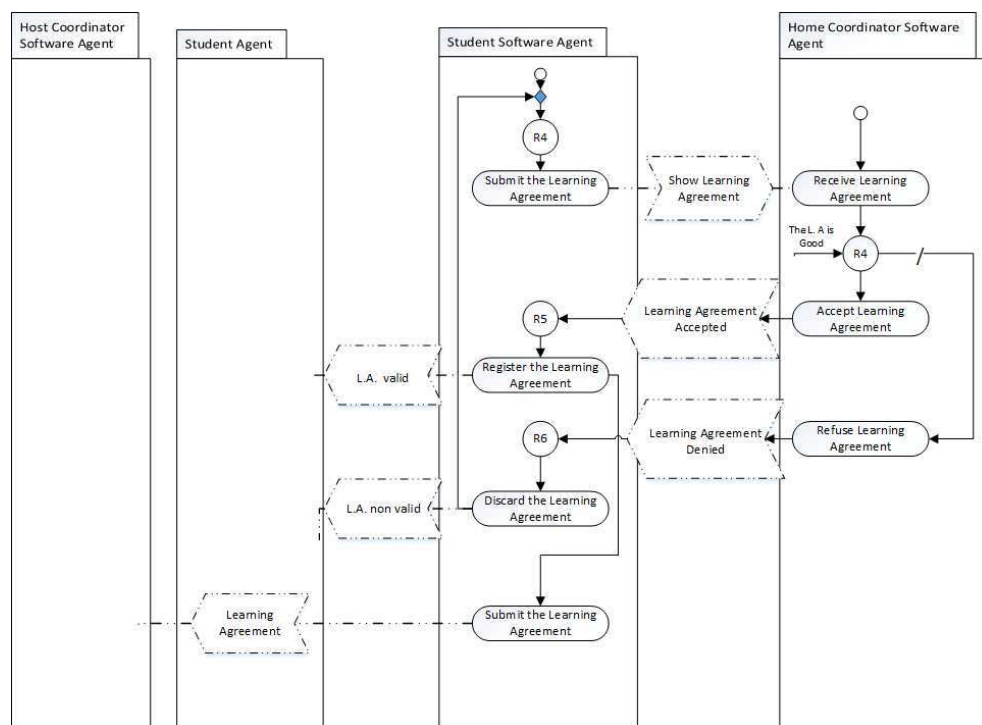 Host Coordinator
Software Agent
Student Agent
Student Software Agent
Home Coordinator Software
Agent
R4
Submit the Learning
Agreement
Show Learning
Agreement
Receive Learning
Agreement
The L. A is
Good
R4
/
Learning Agreement
Accepted
Accept Learning
Agreement
R5
L.A. valid
Register the Learning
Agreement
R6
Learning Agreement
Denied
Refuse Learning
Agreement
L.A. non valid
Discard the Learning
Agreement
Learning
Agreement
Submit the Learning
Agreement